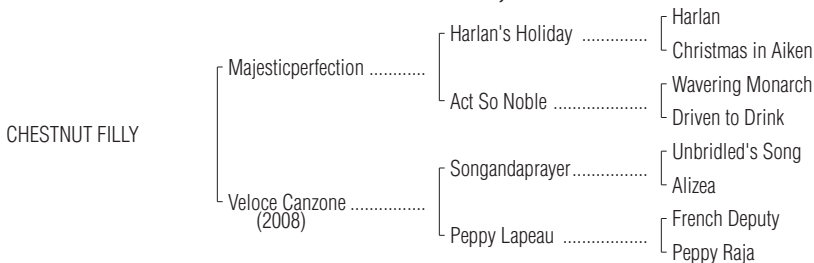 Harlan
Harlan's Holiday ..............
Christmas in Aiken
Majesticperfection ............
Wavering Monarch
Act So Noble ....................
Driven to Drink
CHESTNUT FILLY
Unbridled's Song
Songandaprayer................
Alizea
Veloce Canzone ................
(2008)
French Deputy
Peppy Lapeau ..................
Peppy Raja